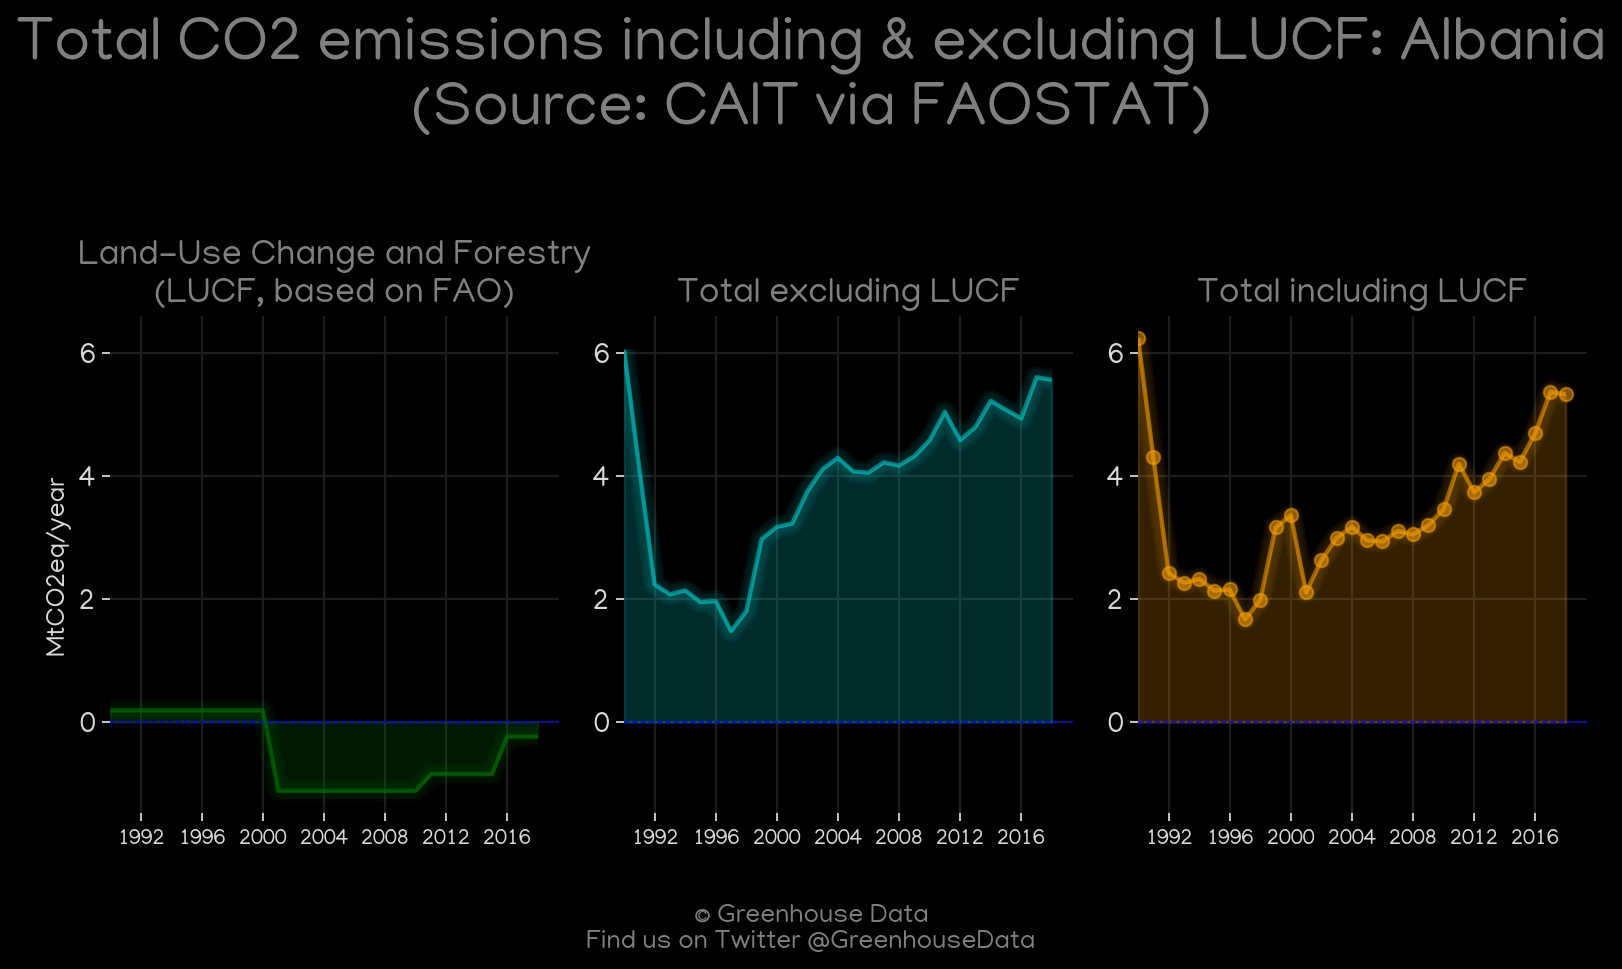 Total CO2 emissions including & excluding LUCF: Albania
(Source: CAIT via FAOSTAT)
Land-Use Change and Forestry
(LUCF, based on FAO)
Total excluding LUCF
Total including LUCF
MtCO2eq/year
6
4
2
0
6
4
2
0
6
4
2
0
1992 1996 2000 2004 2008 2012 2016
1992 1996 2000 2004 2008 2012 2016
1992 1996 2000 2004 2008 2012 2016
© Greenhouse Data
Find us on Twitter @GreenhouseData